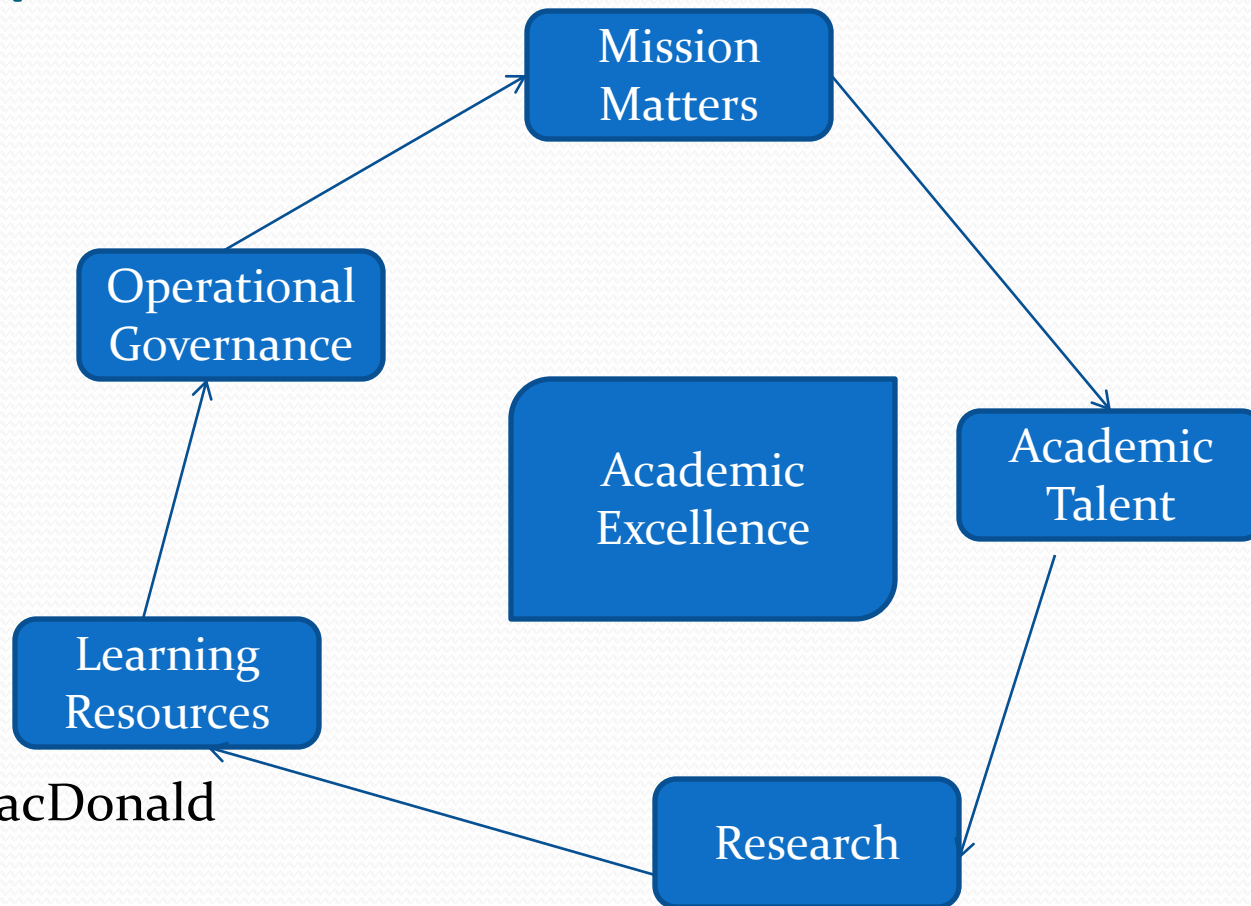 Mission
Matters
Operational
Governance
Academic
Excellence
Academic
Talent
Learning
Resources
acDonald
Research